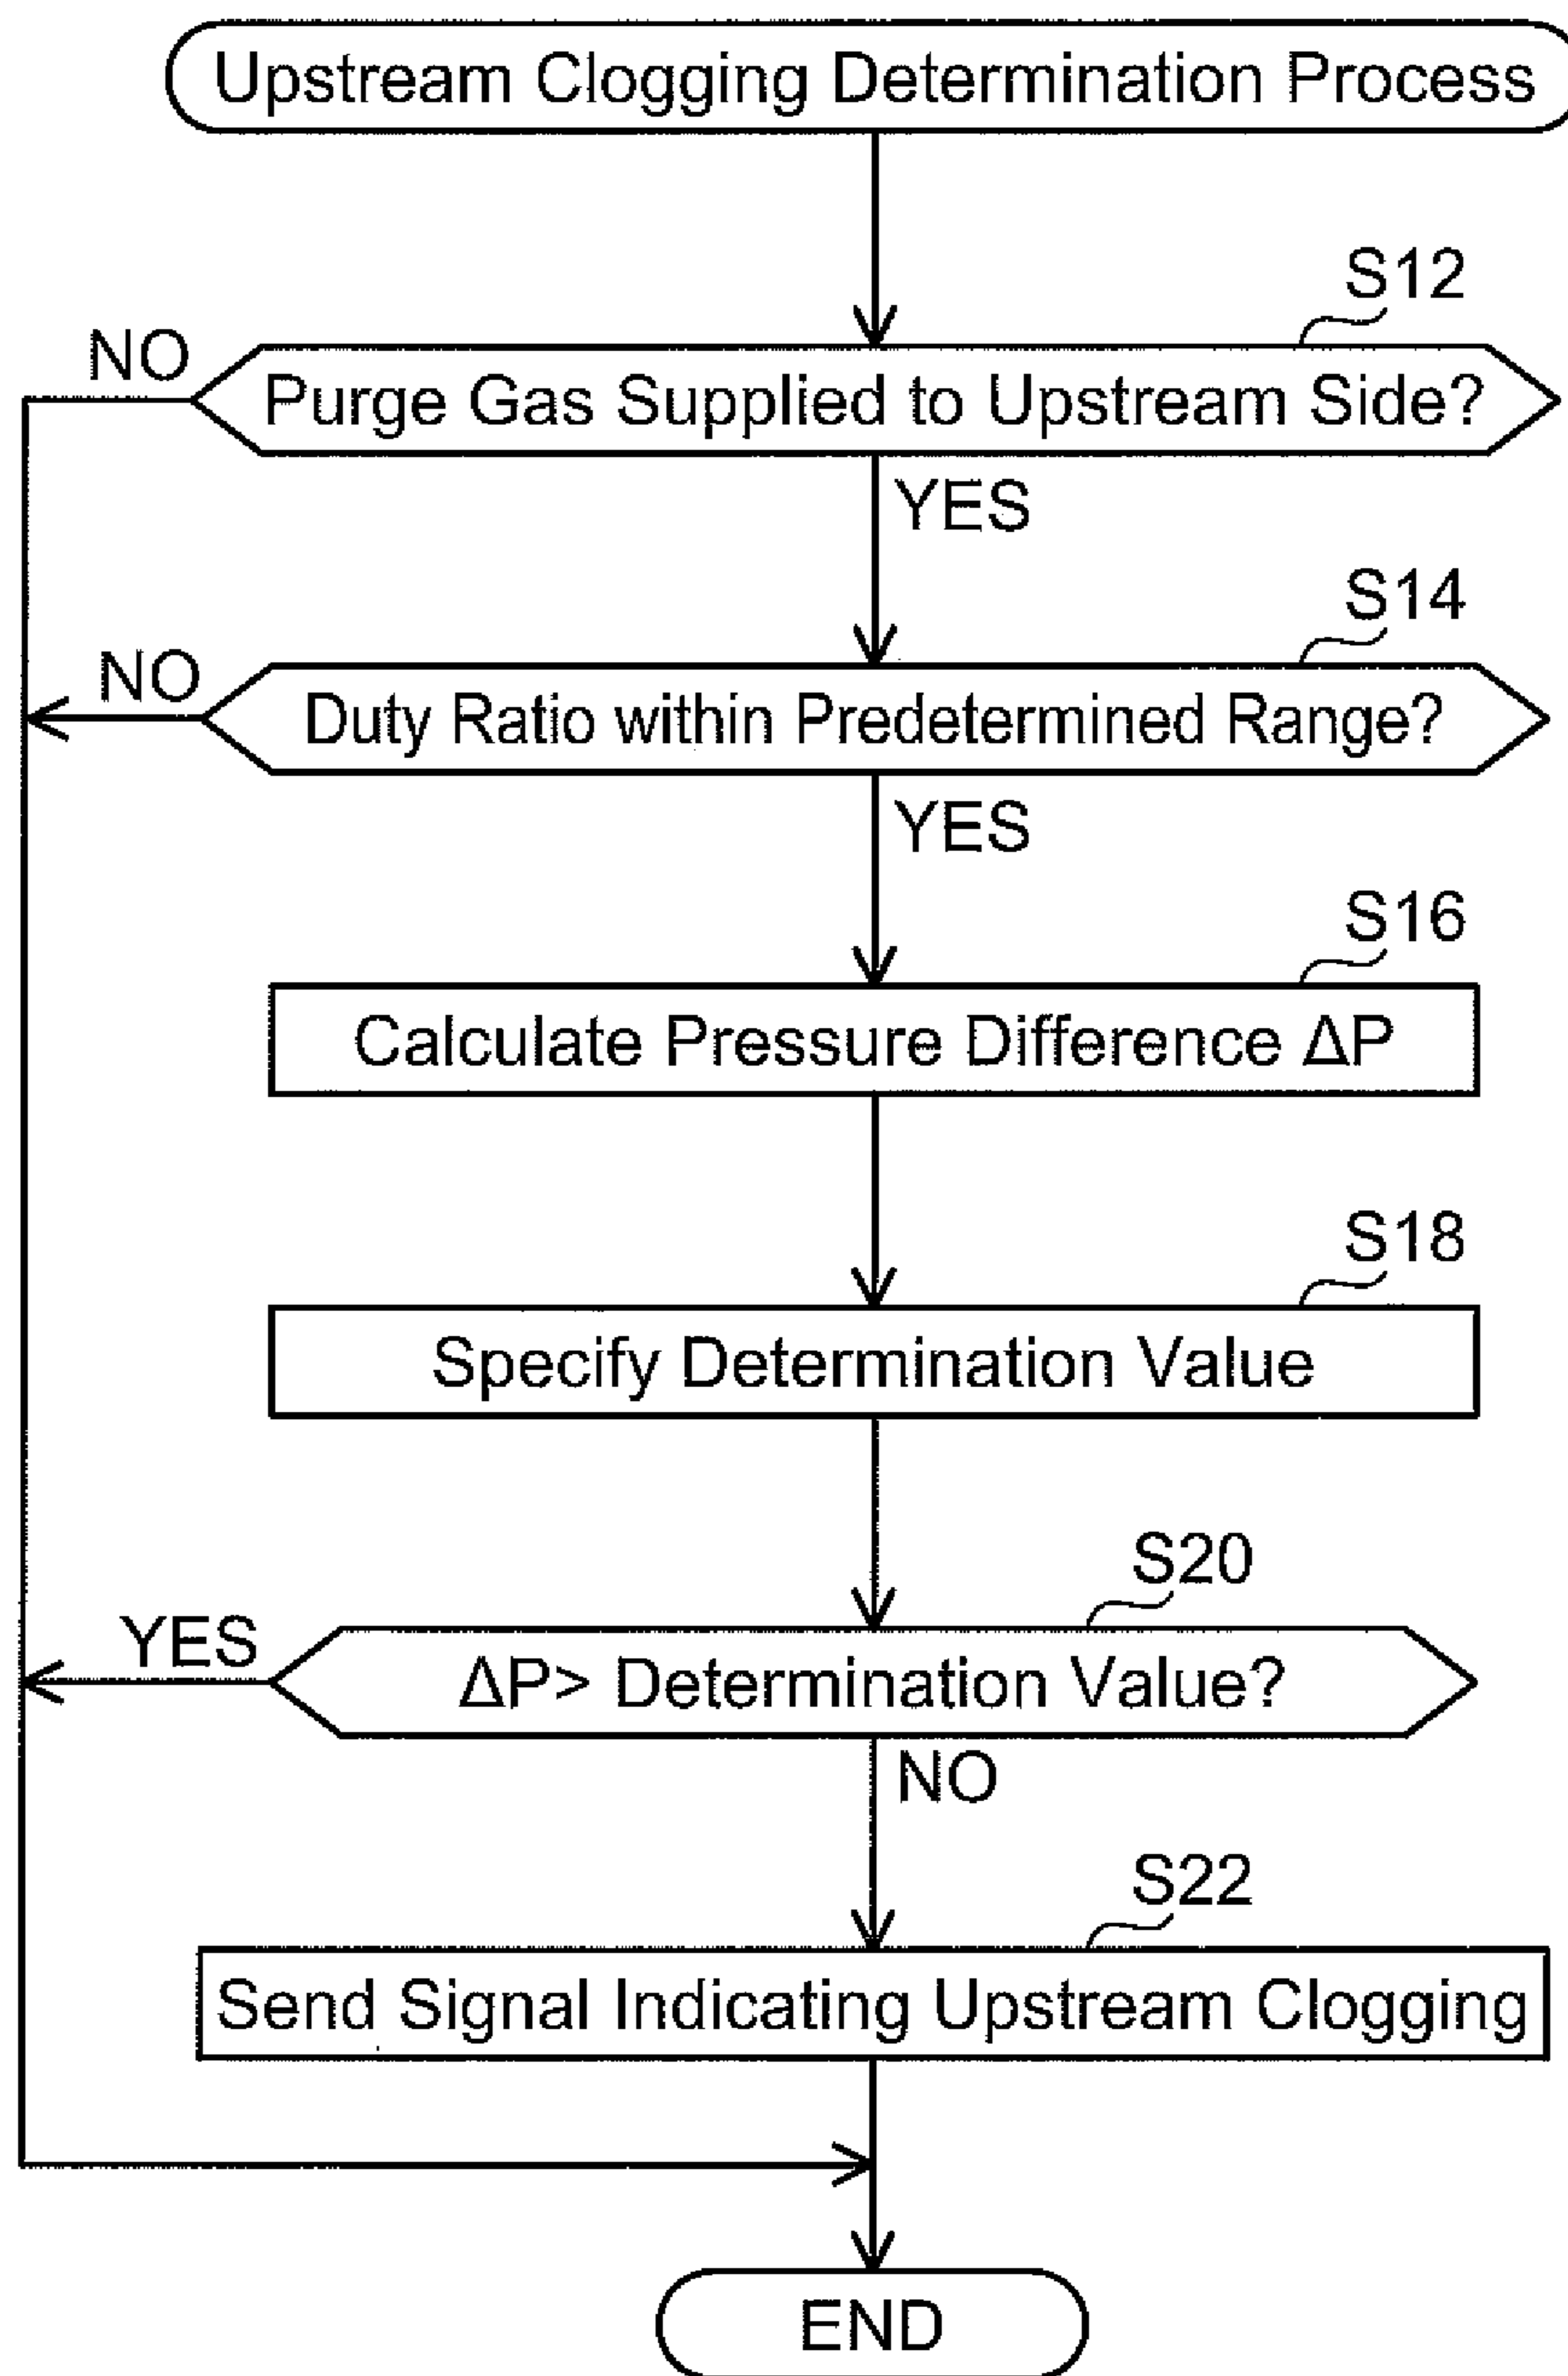 Upstream Clogging Determination Process
S12
NO
Purge Gas Supplied to Upstream Side?
YES
S14
NO
Duty Ratio within Predetermined Range?
YES
S16
Calculate Pressure Difference ΔP
S18
Specify Determination Value
S20
YES
ΔP> Determination Value?
NO
S22
Send Signal Indicating Upstream Clogging
END